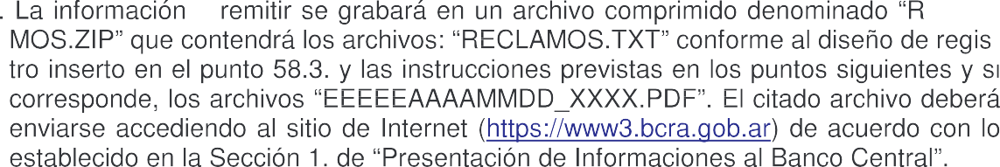 . La información remitir se grabará en un archivo comprimido denominado “R
MOS.ZIP” que contendrá los archivos: “RECLAMOS.TXT” conforme al diseño de regis
tro inserto en el punto 58.3. y las instrucciones previstas en los puntos siguientes y si
corresponde, los archivos “EEEEEAAAAMMDD_XXXX.PDF”. El citado archivo deberá
enviarse accediendo al sitio de Internet (https://www3.bcra.gob.ar) de acuerdo con lo
establecido en la Sección 1. de “Presentación de Informaciones al Banco Central”.